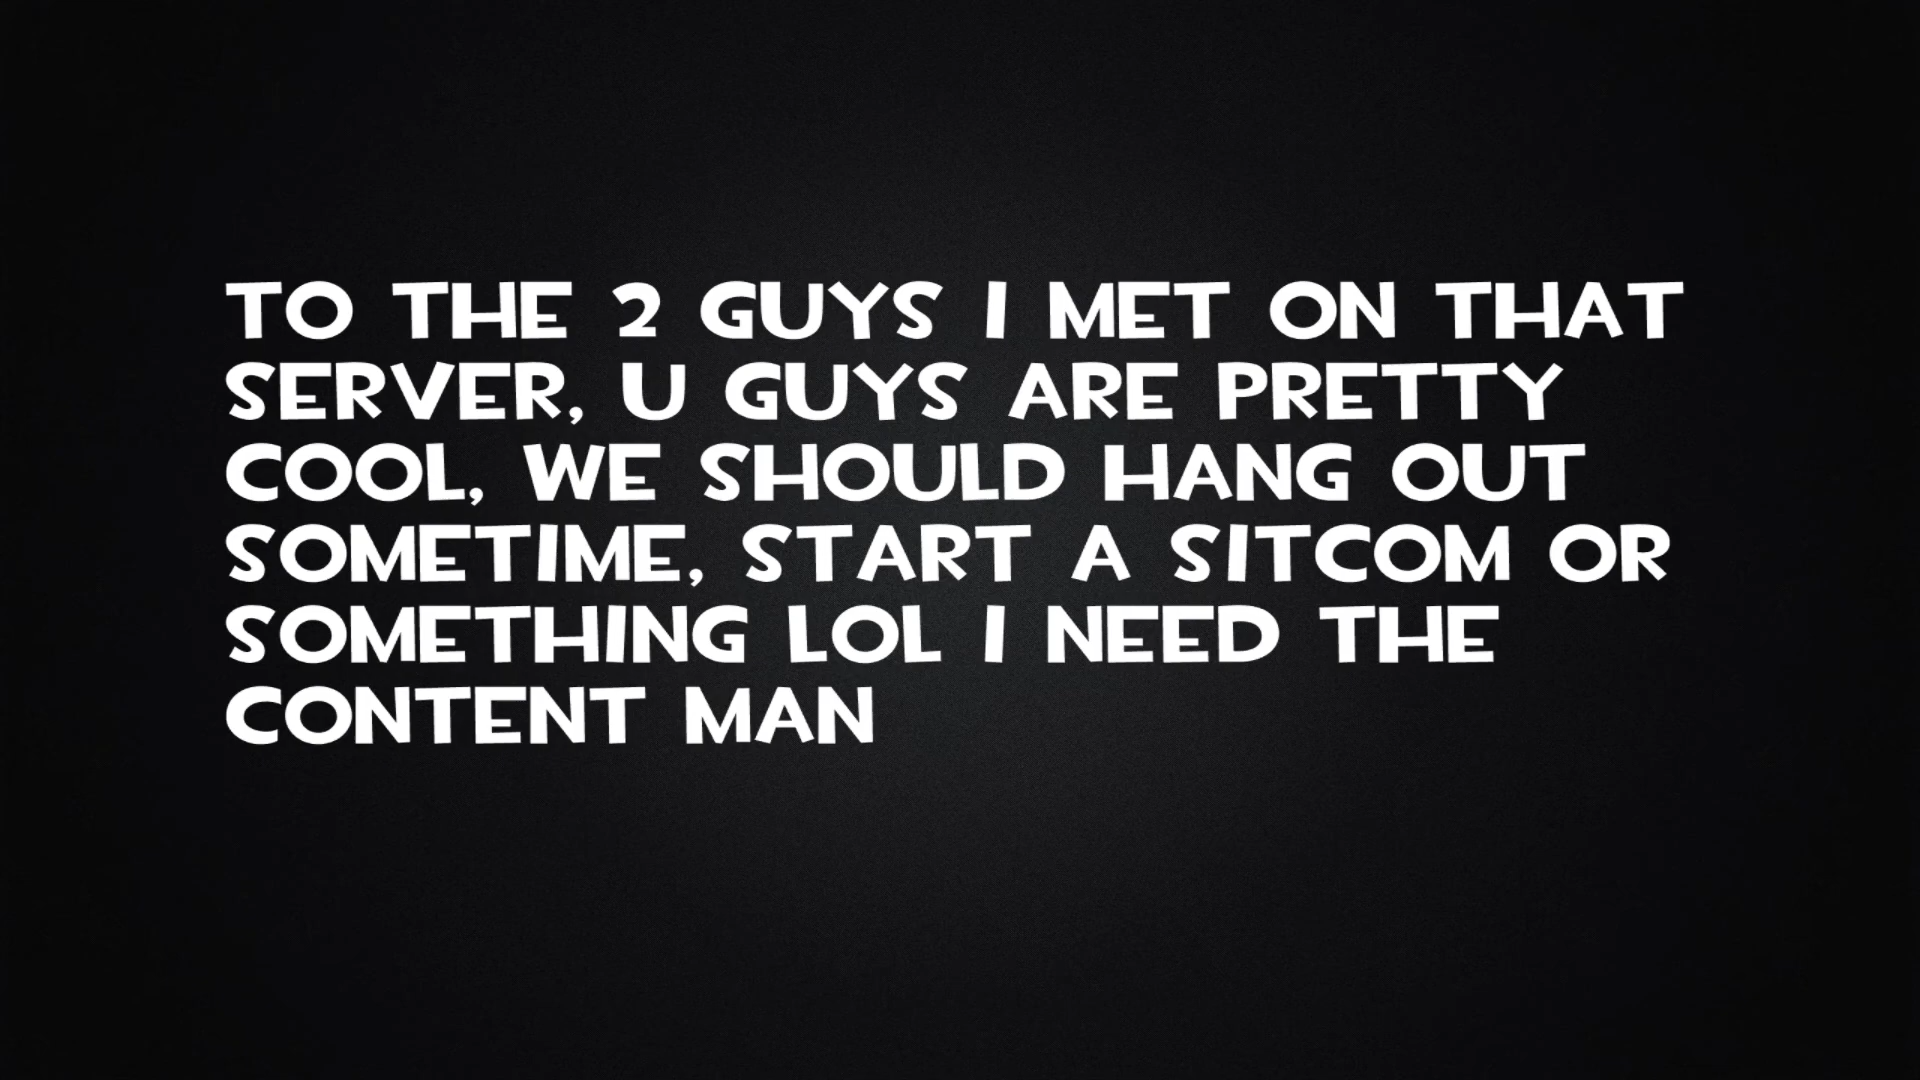 TO THE 2 GUYS I MET ON THAT
SERVER, U GUYS ARE PRETTY
COOL, WE SHOULD HANG OUT
SOMETIME, START A SITCOM OR
SOMETHING LOL I NEED THE
CONTENT MAN